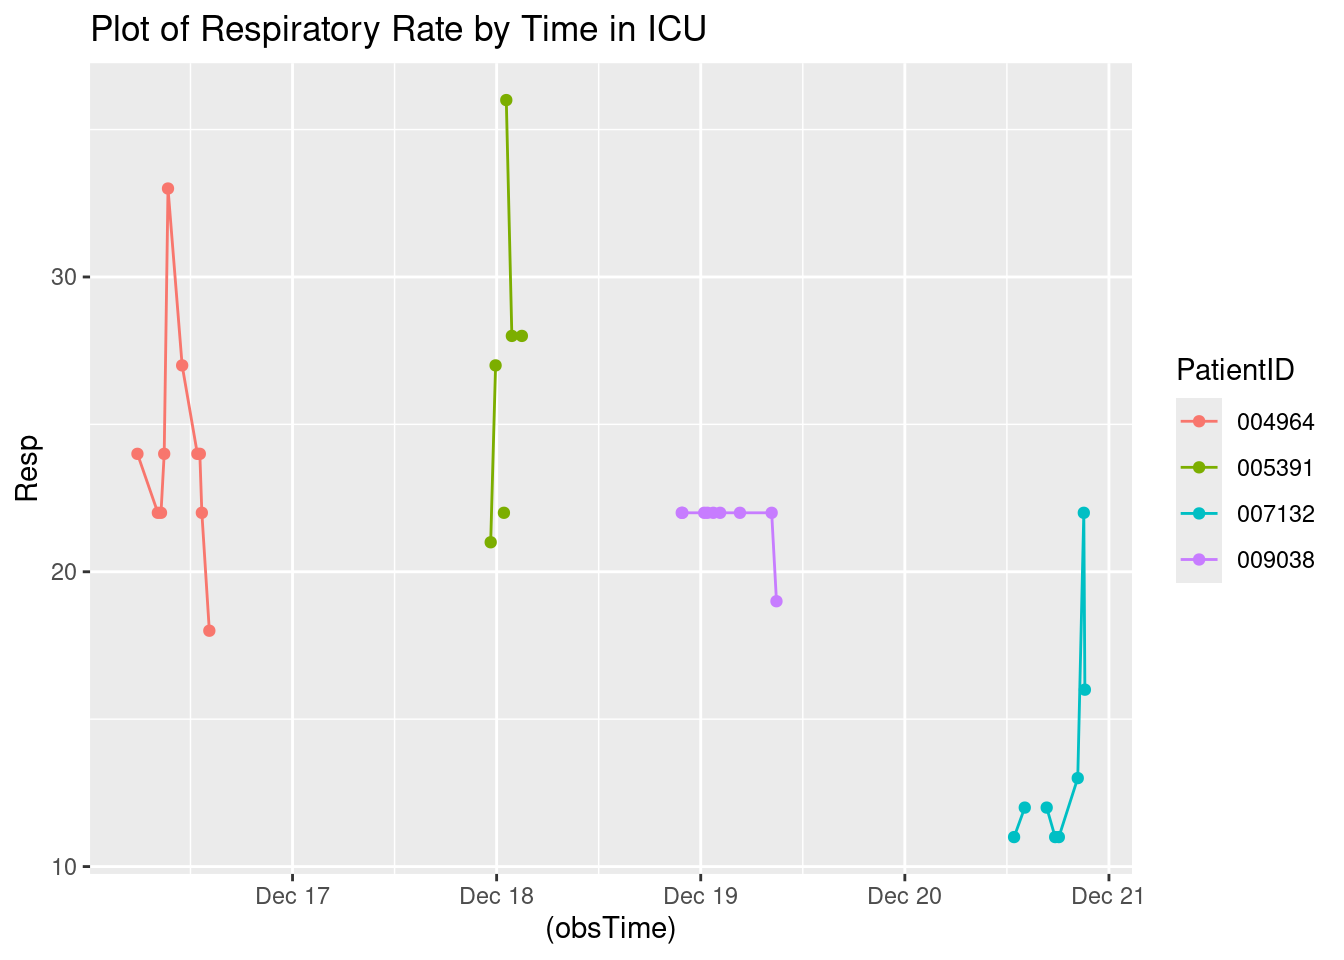 Plot of Respiratory Rate by Time in ICU
Resp
30
20
10
Dec 17
Dec 18
Dec 19
Dec 20
Dec 21
(obsTime)
PatientID
004964
005391
007132
009038